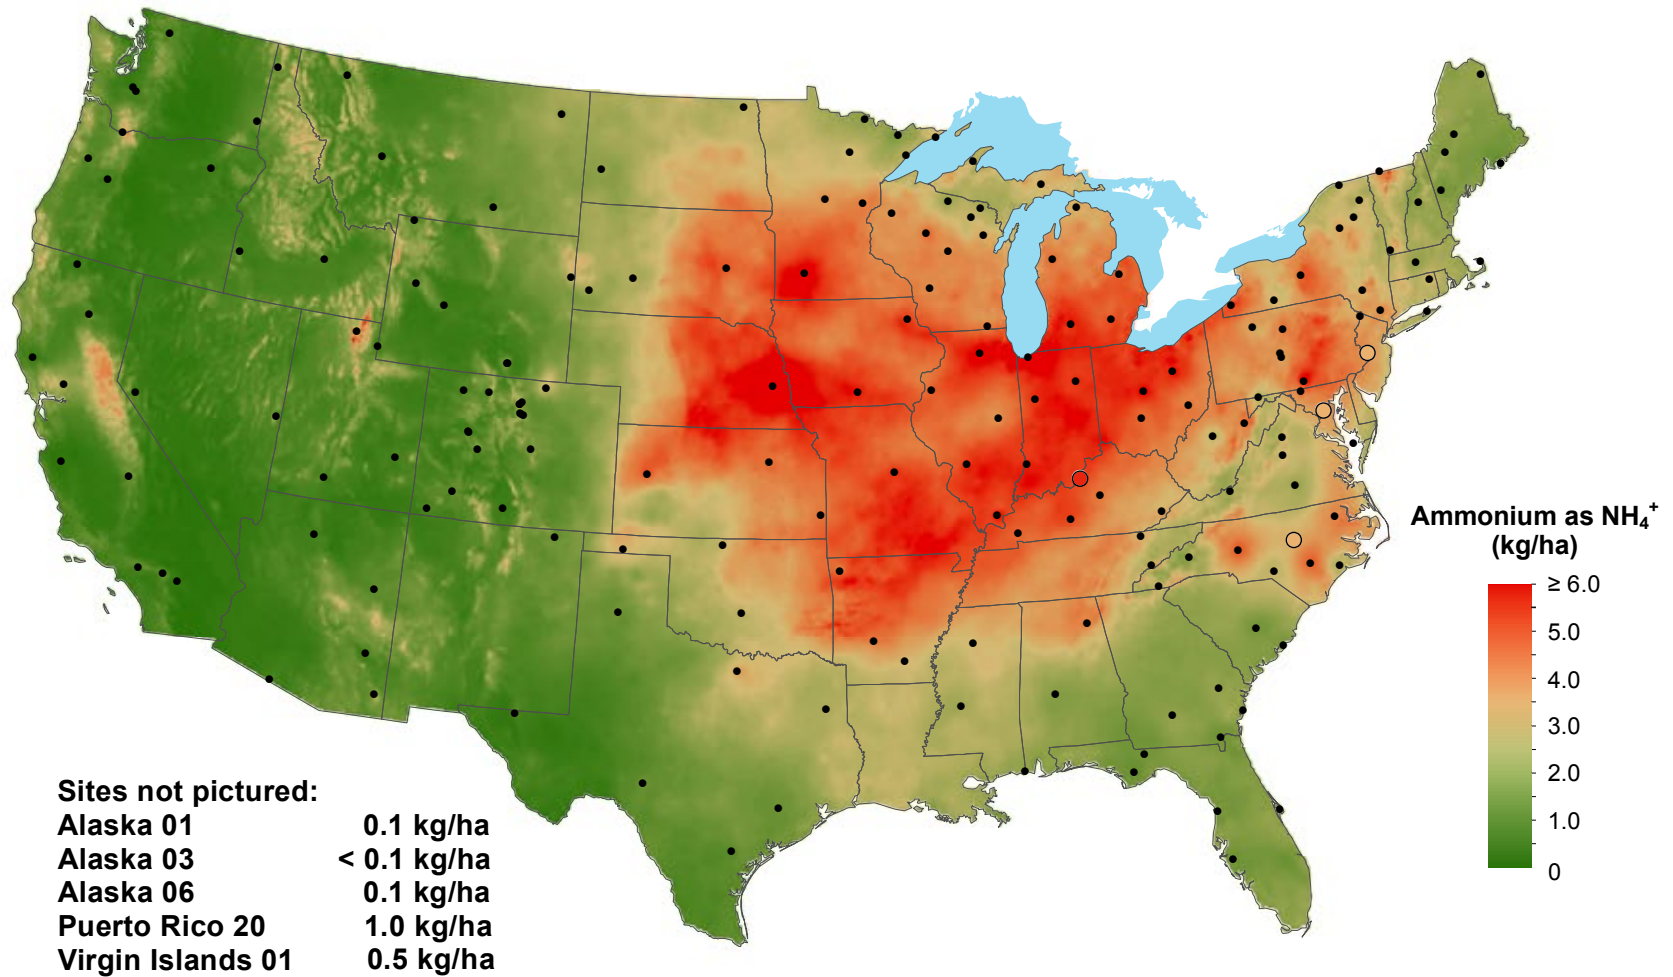 Ammonium as NH₄⁺
(kg/ha)
≥ 6.0
5.0
4.0
3.0
2.0
1.0
0
Sites not pictured:
Alaska 01 0.1 kg/ha
Alaska 03 < 0.1 kg/ha
Alaska 06 0.1 kg/ha
Puerto Rico 20 1.0 kg/ha
Virgin Islands 01 0.5 kg/ha